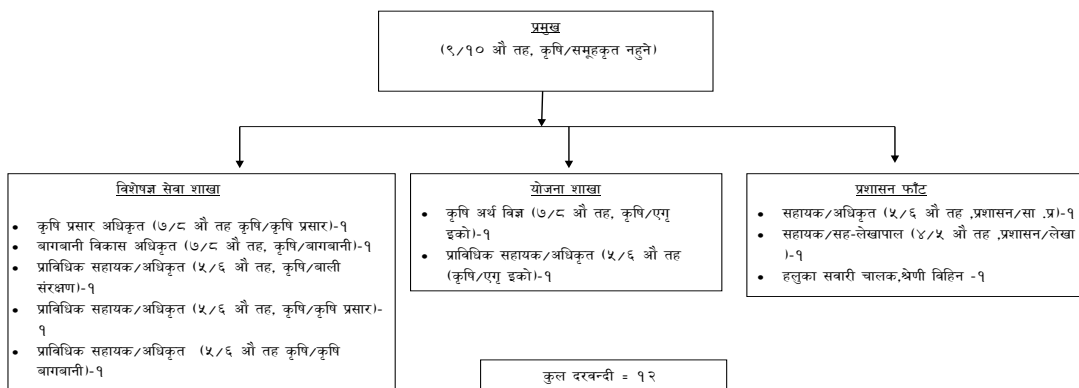 प्रमुख
(९/१० औ तह, कृषि/समूहकृत नहुने)
विशेषज्ञ सेवा शाखा
• कृषि प्रसार अधिकृत (७/८ औ तह कृषि/कृषि प्रसार)-१
• बागबानी विकास अधिकृत (७/८ औ तह, कृषि/बागबानी)-१
• प्राविधिक सहायक/अधिकृत (५/६ औ तह, कृषि/बाली
संरक्षण)-१
• प्राविधिक सहायक/अधिकृत (५/६ औ तह, कृषि/कृषि प्रसार)-
१
• प्राविधिक सहायक/अधिकृत (५/६ औ तह कृषि/कृषि
बागबानी)-१
योजना शाखा
• कृषि अर्थ विज्ञ (७/८ औ तह, कृषि/एगृ
इको)-१
• प्राविधिक सहायक/अधिकृत (५/६ औ तह
(कृषि/एगृ इको)-१
प्रशासन फाँट
• सहायक/अधिकृत (५/६ औ तह ,प्रशासन/सा .प्र)-१
• सहायक/सह-लेखापाल (४/५ औ तह ,प्रशासन/लेखा
)-१
• हलुका सवारी चालक,श्रेणी विहिन -१
कुल दरवन्दी = १२